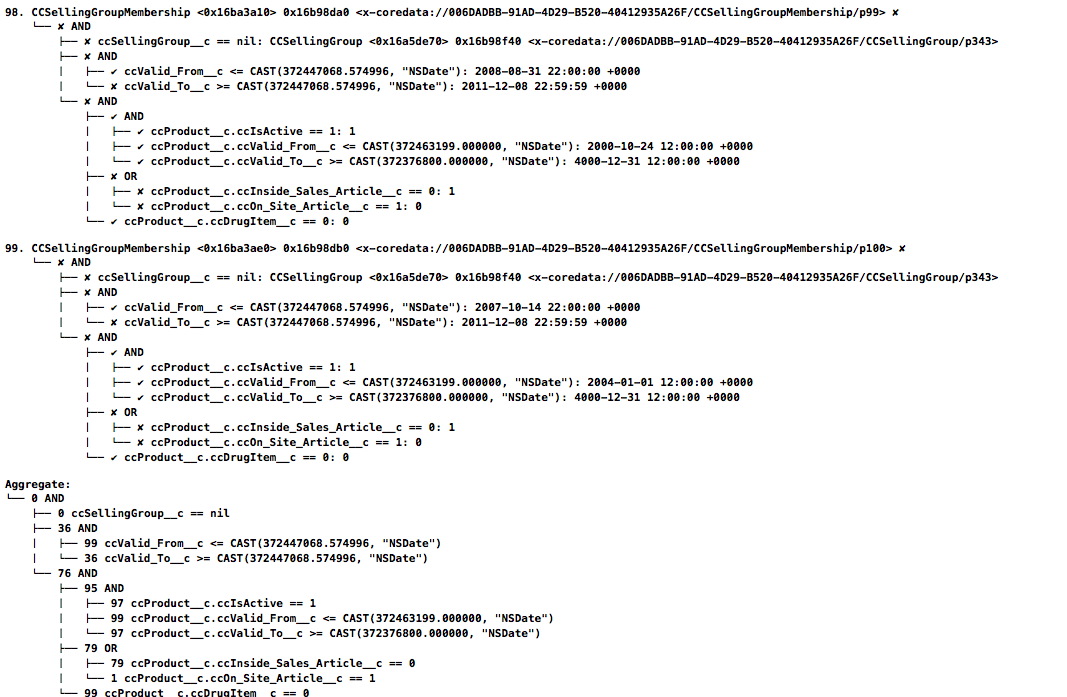 98. CCSellingGroupMembership <0x16ba3a10> 0x16b98da0 <x-coredata://006DADBB-91AD-4D29-B520-40412935A26F/CCSellingGroupMembership/p99> ✘
└── ✘ AND
├── ✘ ccSellingGroup__c == nil: CCSellingGroup <0x16a5de70> 0x16b98f40 <x-coredata://006DADBB-91AD-4D29-B520-40412935A26F/CCSellingGroup/p343>
├── ✘ AND
|   ├── ✔ ccValid_From__c <= CAST(372447068.574996, "NSDate"): 2008-08-31 22:00:00 +0000
|   └── ✘ ccValid_To__c >= CAST(372447068.574996, "NSDate"): 2011-12-08 22:59:59 +0000
└── ✘ AND
├── ✔ AND
|   ├── ✔ ccProduct__c.ccIsActive == 1: 1
|   ├── ✔ ccProduct__c.ccValid_From__c <= CAST(372463199.000000, "NSDate"): 2000-10-24 12:00:00 +0000
|   └── ✔ ccProduct__c.ccValid_To__c >= CAST(372376800.000000, "NSDate"): 4000-12-31 12:00:00 +0000
├── ✘ OR
|   ├── ✘ ccProduct__c.ccInside_Sales_Article__c == 0: 1
|   └── ✘ ccProduct__c.ccOn_Site_Article__c == 1: 0
└── ✔ ccProduct__c.ccDrugItem__c == 0: 0
99. CCSellingGroupMembership <0x16ba3ae0> 0x16b98db0 <x-coredata://006DADBB-91AD-4D29-B520-40412935A26F/CCSellingGroupMembership/p100> ✘
└── ✘ AND
├── ✘ ccSellingGroup__c == nil: CCSellingGroup <0x16a5de70> 0x16b98f40 <x-coredata://006DADBB-91AD-4D29-B520-40412935A26F/CCSellingGroup/p343>
├── ✘ AND
|   ├── ✔ ccValid_From__c <= CAST(372447068.574996, "NSDate"): 2007-10-14 22:00:00 +0000
|   └── ✘ ccValid_To__c >= CAST(372447068.574996, "NSDate"): 2011-12-08 22:59:59 +0000
└── ✘ AND
├── ✔ AND
|   ├── ✔ ccProduct__c.ccIsActive == 1: 1
|   ├── ✔ ccProduct__c.ccValid_From__c <= CAST(372463199.000000, "NSDate"): 2004-01-01 12:00:00 +0000
|   └── ✔ ccProduct__c.ccValid_To__c >= CAST(372376800.000000, "NSDate"): 4000-12-31 12:00:00 +0000
├── ✘ OR
|   ├── ✘ ccProduct__c.ccInside_Sales_Article__c == 0: 1
|   └── ✘ ccProduct__c.ccOn_Site_Article__c == 1: 0
└── ✔ ccProduct__c.ccDrugItem__c == 0: 0
Aggregate:
└── 0 AND
├── 0 ccSellingGroup__c == nil
├── 36 AND
|   ├── 99 ccValid_From__c <= CAST(372447068.574996, "NSDate")
|   └── 36 ccValid_To__c >= CAST(372447068.574996, "NSDate")
└── 76 AND
├── 95 AND
|   ├── 97 ccProduct__c.ccIsActive == 1
|   ├── 99 ccProduct__c.ccValid_From__c <= CAST(372463199.000000, "NSDate")
|   └── 97 ccProduct__c.ccValid_To__c >= CAST(372376800.000000, "NSDate")
├── 79 OR
|   ├── 79 ccProduct__c.ccInside_Sales_Article__c == 0
|   └── 1 ccProduct__c.ccOn_Site_Article__c == 1
└── 99 ccProduct__c.ccDrugItem__c == 0